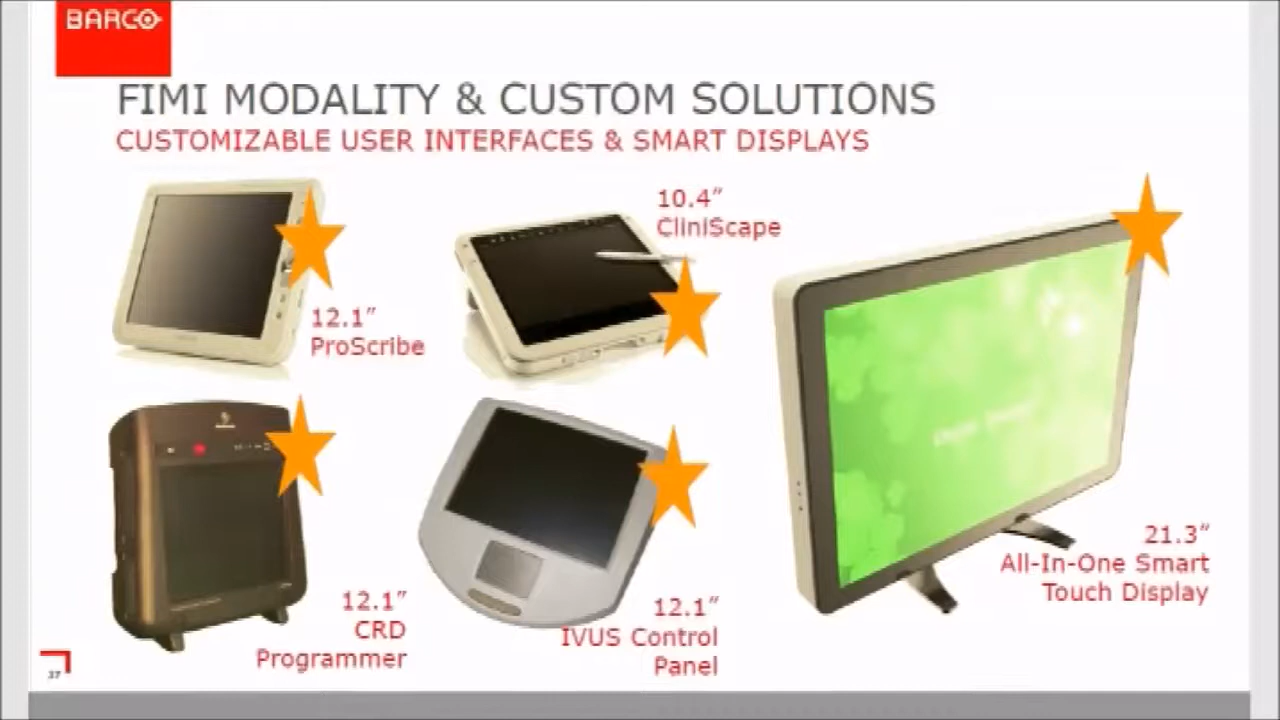 BARCO
FIMI MODALITY & CUSTOM SOLUTIONS
CUSTOMIZABLE USER INTERFACES & SMART DISPLAYS
12.1”
ProScribe
10.4”
CliniScape
12.1”
CRD
Programmer
12.1”
IVUS Control
Panel
21.3”
All-In-One Smart
Touch Display
37